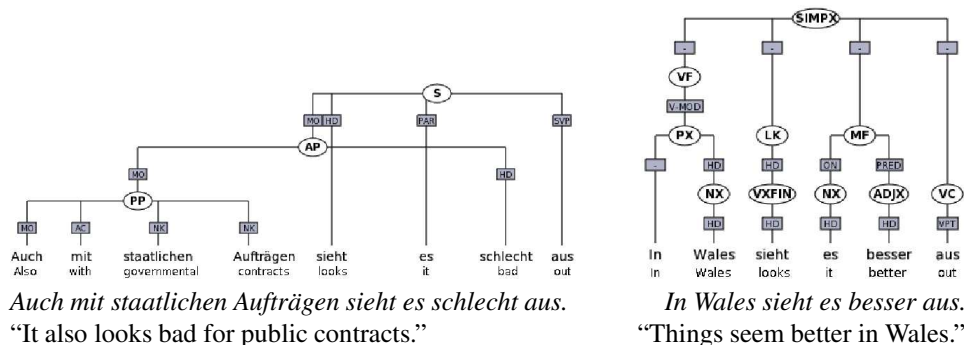 S
MO HD PAR SVP
AP
MO HD
PP
MO AC NK NK
Auch mit staatlichen Aufträgen sieht es schlecht aus
Also with governmental contracts looks it bad out
Auch mit staatlichen Aufträgen sieht es schlecht aus.
“It also looks bad for public contracts.”
SIMPX
- - - -
VF
V-MOD
PX LK MF
- HD HD ON PRED
NX VXFIN NX ADJX VC
HD HD HD HD VPT
In Wales sieht es besser aus
In Wales looks it better out
In Wales sieht es besser aus.
“Things seem better in Wales.”